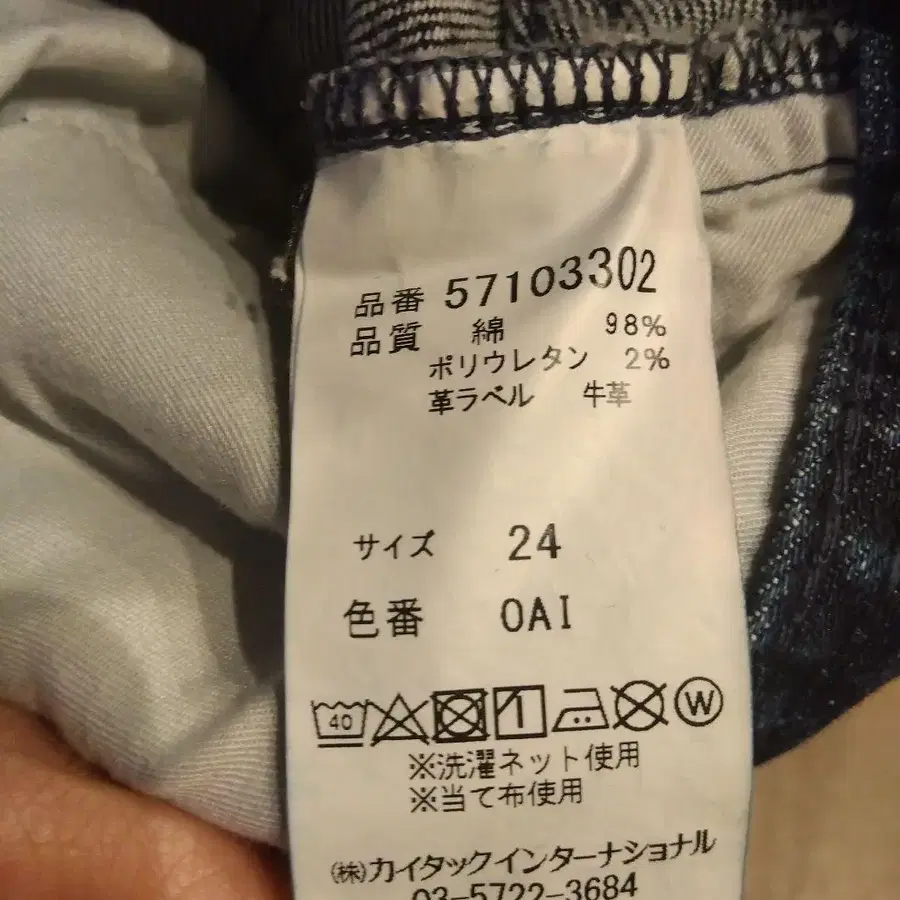 品番 57103302
品質 綿 98%
ポリウレタン 2%
革ラベル 牛革
サイズ 24
色番 0AI
40 W
※洗濯ネット使用
※当て布使用
(株)カイタックインターナショナル
03-5722-3684